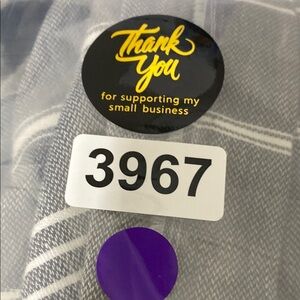 Thank
You
for supporting my
small business
3967